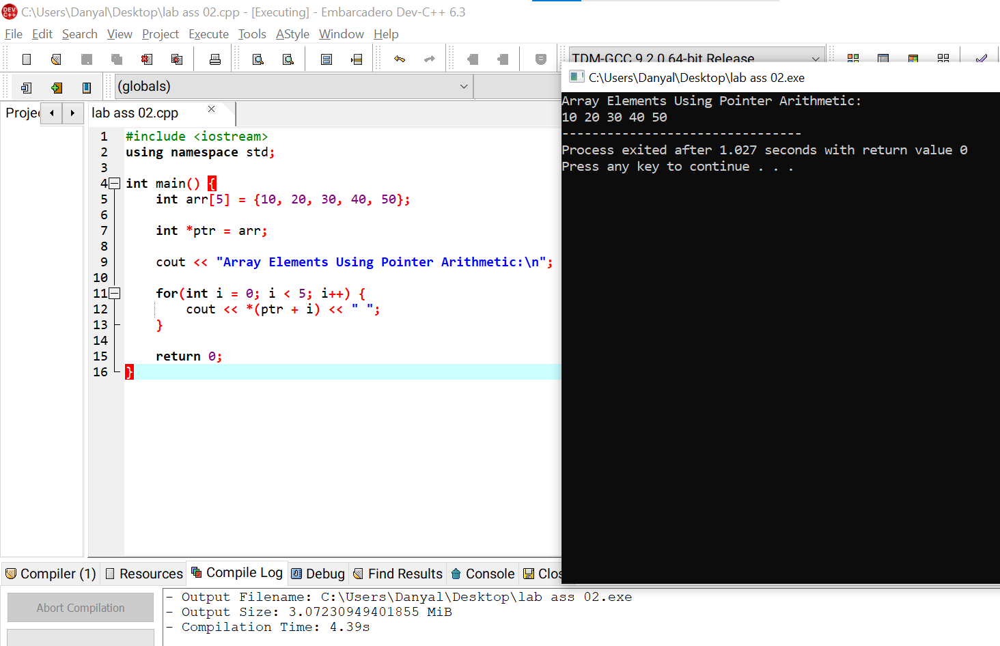 DEV C++ C:\Users\Danyal\Desktop\lab ass 02.cpp - [Executing] - Embarcadero Dev-C++ 6.3
File Edit Search View Project Execute Tools AStyle Window Help
TDM-GCC 9.2.0 64-bit Release
(globals)
C:\Users\Danyal\Desktop\lab ass 02.exe
Array Elements Using Pointer Arithmetic:
10 20 30 40 50
--------------------------------
Process exited after 1.027 seconds with return value 0
Press any key to continue . . .
Projec lab ass 02.cpp
1 #include <iostream>
2 using namespace std;
3
4 int main() {
5     int arr[5] = {10, 20, 30, 40, 50};
6
7     int *ptr = arr;
8
9     cout << "Array Elements Using Pointer Arithmetic:\n";
10
11     for(int i = 0; i < 5; i++) {
12         cout << *(ptr + i) << " ";
13     }
14
15     return 0;
16 }
Compiler (1) Resources Compile Log Debug Find Results Console Clos
Abort Compilation
- Output Filename: C:\Users\Danyal\Desktop\lab ass 02.exe
- Output Size: 3.07230949401855 MiB
- Compilation Time: 4.39s